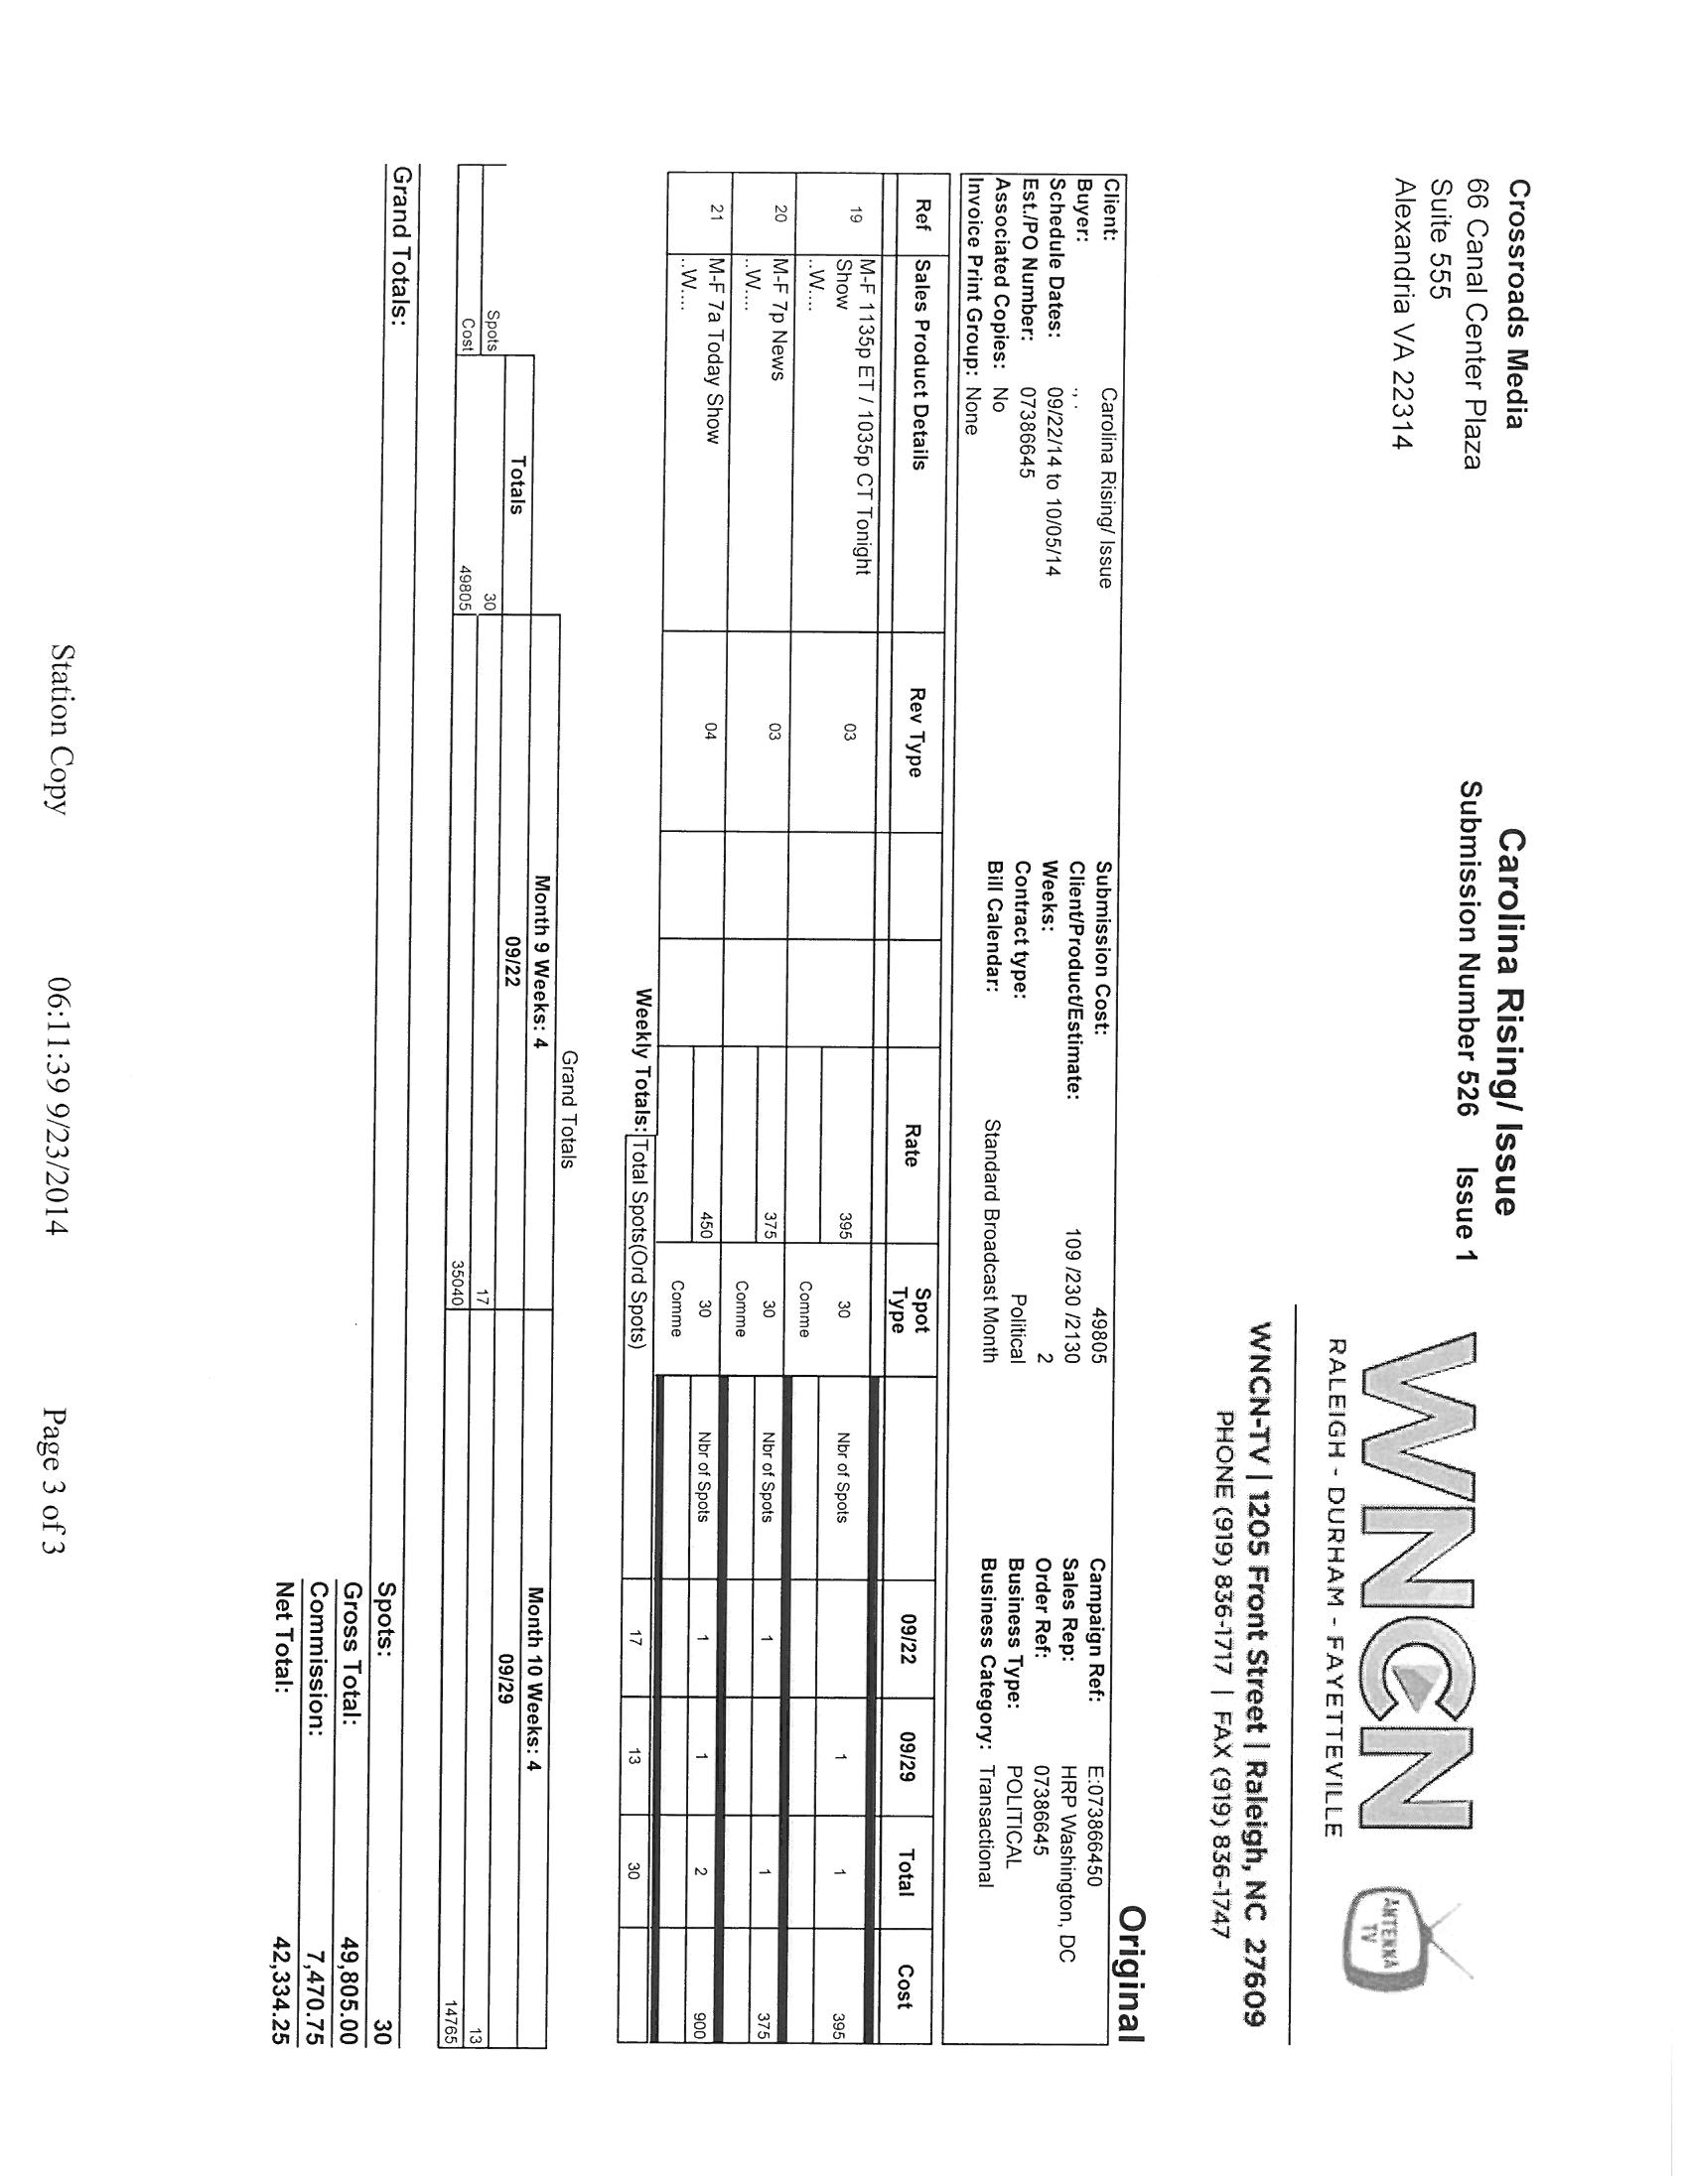 Crossroads Media
66 Canal Center Plaza
Suite 555
Alexandria VA 22314
Carolina Rising/ Issue
Submission Number 526 Issue 1
WNCN
RALEIGH - DURHAM - FAYETTEVILLE
ANTENNA
TV
WNCN-TV | 1205 Front Street | Raleigh, NC 27609
PHONE (919) 836-1717 | FAX (919) 836-1747
Original
Client: Carolina Rising/ Issue Submission Cost: 49805 Campaign Ref: E:073866450
Buyer: , . Client/Product/Estimate: 109 /230 /2130 Sales Rep: HRP Washington, DC
Schedule Dates: 09/22/14 to 10/05/14 Weeks: 2 Order Ref: 07386645
Est./PO Number: 07386645 Contract type: Political Business Type: POLITICAL
Associated Copies: No Bill Calendar: Standard Broadcast Month Business Category: Transactional
Invoice Print Group: None
Ref Sales Product Details Rev Type Rate Spot Type 09/22 09/29 Total Cost
19 M-F 1135p ET / 1035p CT Tonight 03 395 30 Nbr of Spots 1 1 395
Show
..W.... Comme
20 M-F 7p News 03 375 30 Nbr of Spots 1 1 375
..W.... Comme
21 M-F 7a Today Show 04 450 30 Nbr of Spots 1 1 2 900
..W.... Comme
Weekly Totals: Total Spots(Ord Spots) 17 13 30
Grand Totals
Month 9 Weeks: 4 Month 10 Weeks: 4
Totals 09/22 09/29
Spots 30 17 13
Cost 49805 35040 14765
Grand Totals:
Spots: 30
Gross Total: 49,805.00
Commission: 7,470.75
Net Total: 42,334.25
Station Copy 06:11:39 9/23/2014 Page 3 of 3